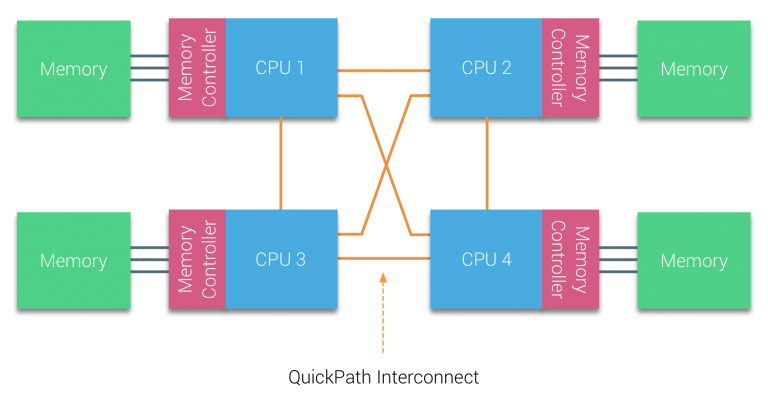 Memory
Memory
Controller
CPU 1
CPU 2
Memory
Controller
Memory
Memory
Memory
Controller
CPU 3
CPU 4
Memory
Controller
Memory
QuickPath Interconnect